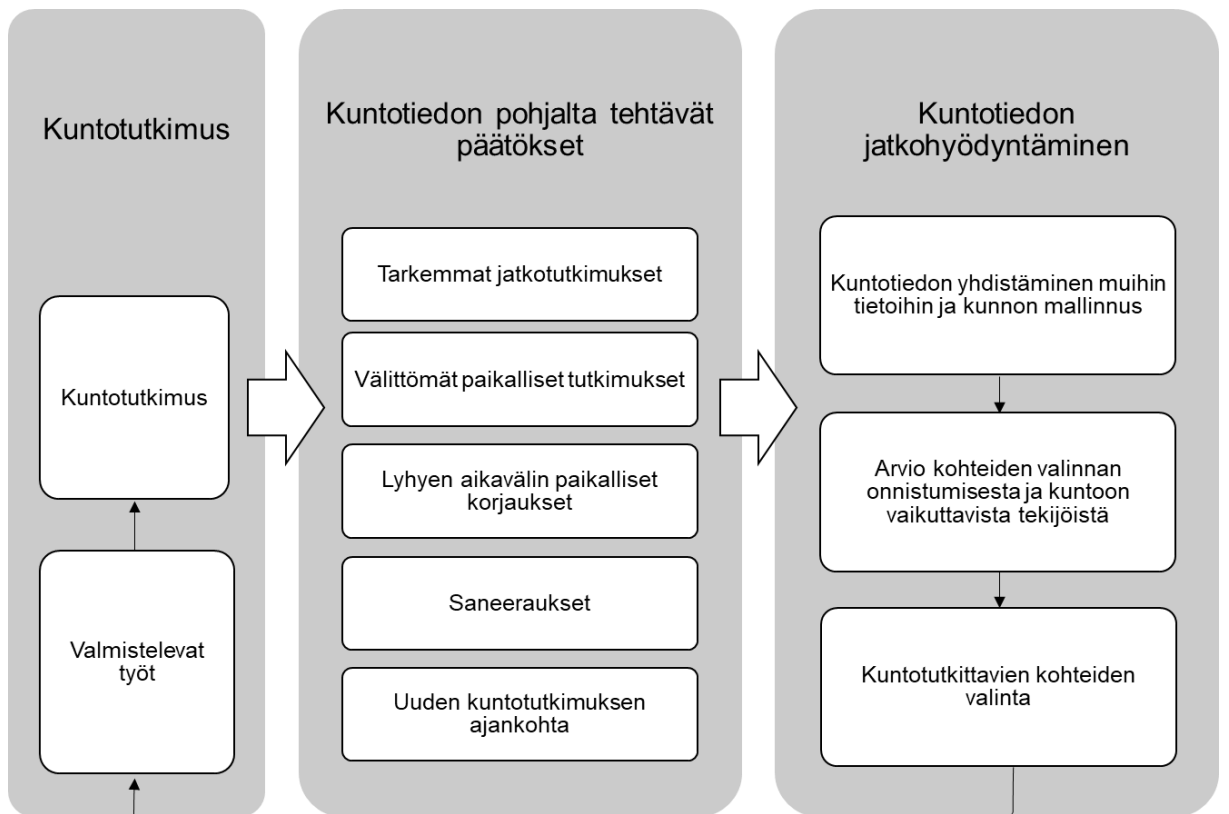 Kuntotutkimus
Kuntotutkimus
Valmistelevat
työt
Kuntotiedon pohjalta tehtävät
päätökset
Tarkemmat jatkotutkimukset
Välittömät paikalliset tutkimukset
Lyhyen aikavälin paikalliset
korjaukset
Saneeraukset
Uuden kuntotutkimuksen
ajankohta
Kuntotiedon
jatkohyödyntäminen
Kuntotiedon yhdistäminen muihin
tietoihin ja kunnon mallinnus
Arvio kohteiden valinnan
onnistumisesta ja kuntoon
vaikuttavista tekijöistä
Kuntotutkittavien kohteiden
valinta